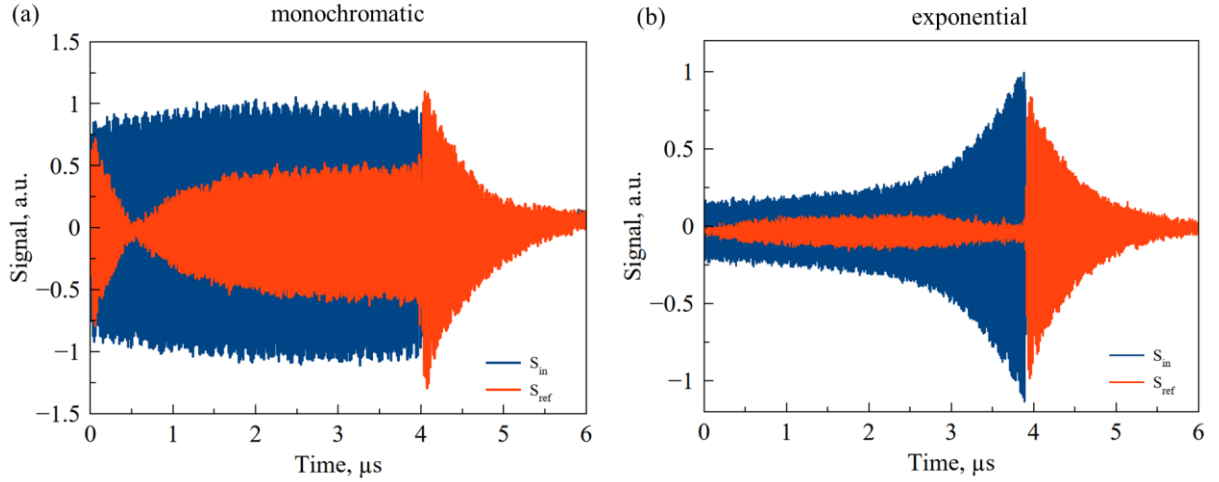 (a)
monochromatic
1.5
1
0.5
0
−0.5
−1
−1.5
Signal, a.u.
0 1 2 3 4 5 6
Time, μs
S_in
S_ref
(b)
exponential
1
0.5
0
−0.5
−1
Signal, a.u.
0 1 2 3 4 5 6
Time, μs
S_in
S_ref